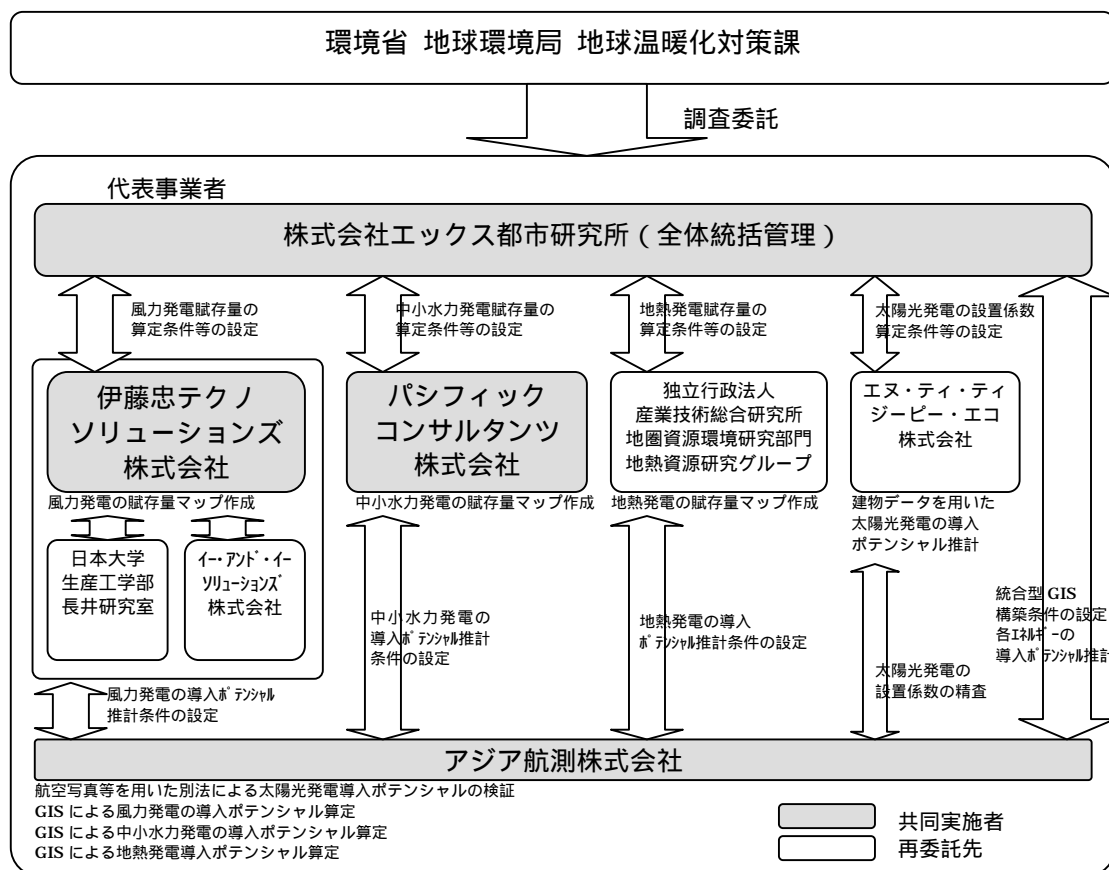 環境省 地球環境局 地球温暖化対策課
調査委託
代表事業者
株式会社エックス都市研究所（全体統括管理）
風力発電賦存量の
算定条件等の設定
中小水力発電賦存量の
算定条件等の設定
地熱発電賦存量の
算定条件等の設定
太陽光発電の設置係数
算定条件等の設定
伊藤忠テクノ
ソリューションズ
株式会社
パシフィック
コンサルタンツ
株式会社
独立行政法人
産業技術総合研究所
地圏資源環境研究部門
地熱資源研究グループ
エヌ・ティ・ティ
ジーピー・エコ
株式会社
風力発電の賦存量マップ作成
中小水力発電の賦存量マップ作成
地熱発電の賦存量マップ作成
建物データを用いた
太陽光発電の導入
ポテンシャル推計
日本大学
生産工学部
長井研究室
ｲｰ･ｱﾝﾄﾞ･ｲｰ
ｿﾘｭｰｼｮﾝｽﾞ
株式会社
中小水力発電の
導入ﾎﾟﾃﾝｼｬﾙ推計
条件の設定
地熱発電の導入
ﾎﾟﾃﾝｼｬﾙ推計条件の設定
統合型 GIS
構築条件の設定
各ｴﾈﾙｷﾞｰの
導入ﾎﾟﾃﾝｼｬﾙ推計
太陽光発電の
設置係数の精査
風力発電の導入ﾎﾟﾃﾝｼｬﾙ
推計条件の設定
アジア航測株式会社
航空写真等を用いた別法による太陽光発電導入ポテンシャルの検証
GIS による風力発電の導入ポテンシャル算定
GIS による中小水力発電の導入ポテンシャル算定
GIS による地熱発電導入ポテンシャル算定
共同実施者
再委託先